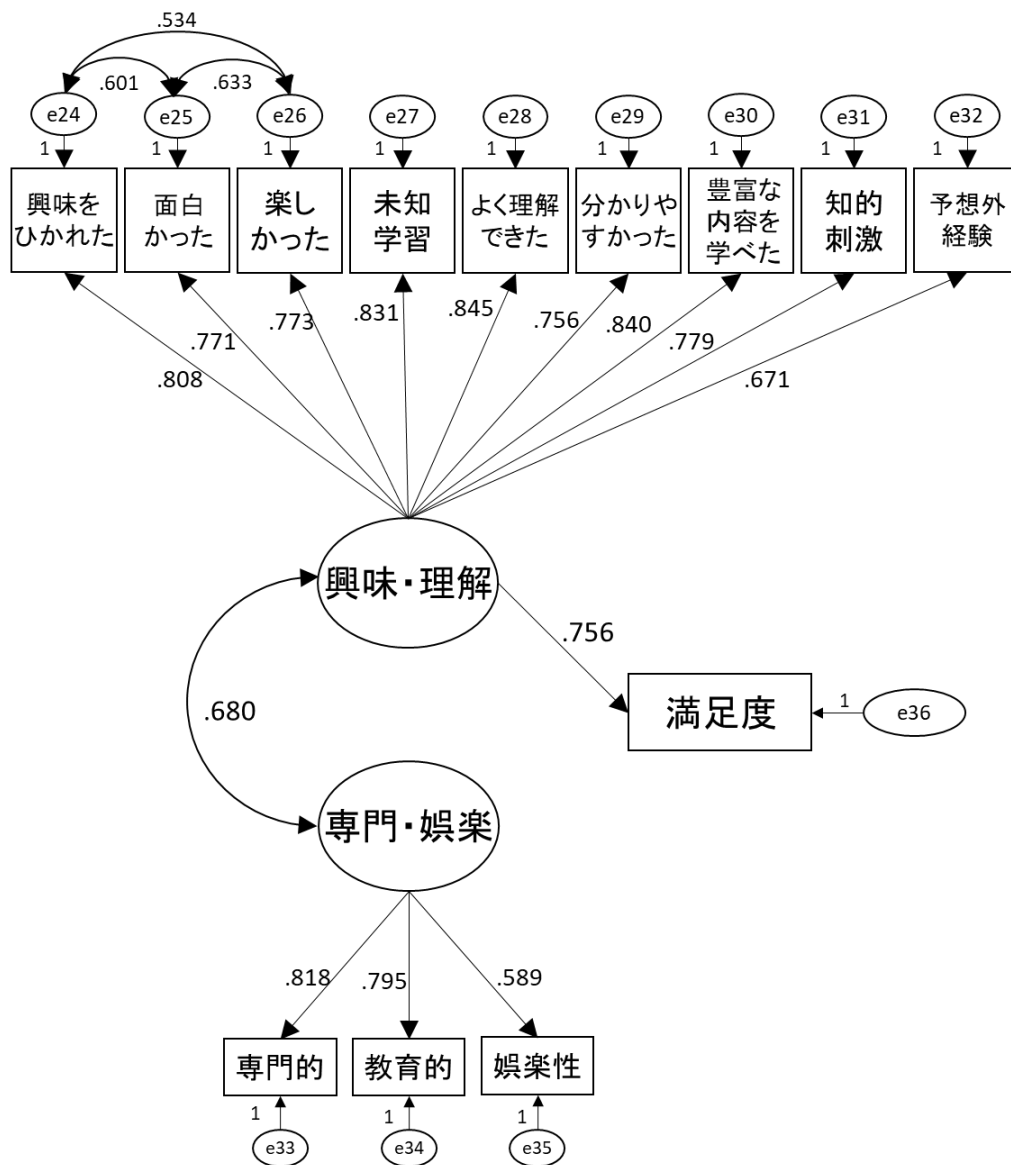 .534
.601
.633
e24
e25
e26
e27
e28
e29
e30
e31
e32
1
1
1
1
1
1
1
1
1
興味を
ひかれた
面白
かった
楽し
かった
未知
学習
よく理解
できた
分かりや
すかった
豊富な
内容を
学べた
知的
刺激
予想外
経験
.808
.771
.773
.831
.845
.756
.840
.779
.671
興味・理解
.756
.680
満足度
1
e36
専門・娯楽
.818
.795
.589
専門的
教育的
娯楽性
1
1
1
e33
e34
e35